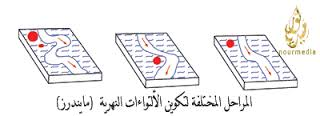 nourmedia
المراحل المختلفة لتكوين الألتواءات النهرية (مايندرز)